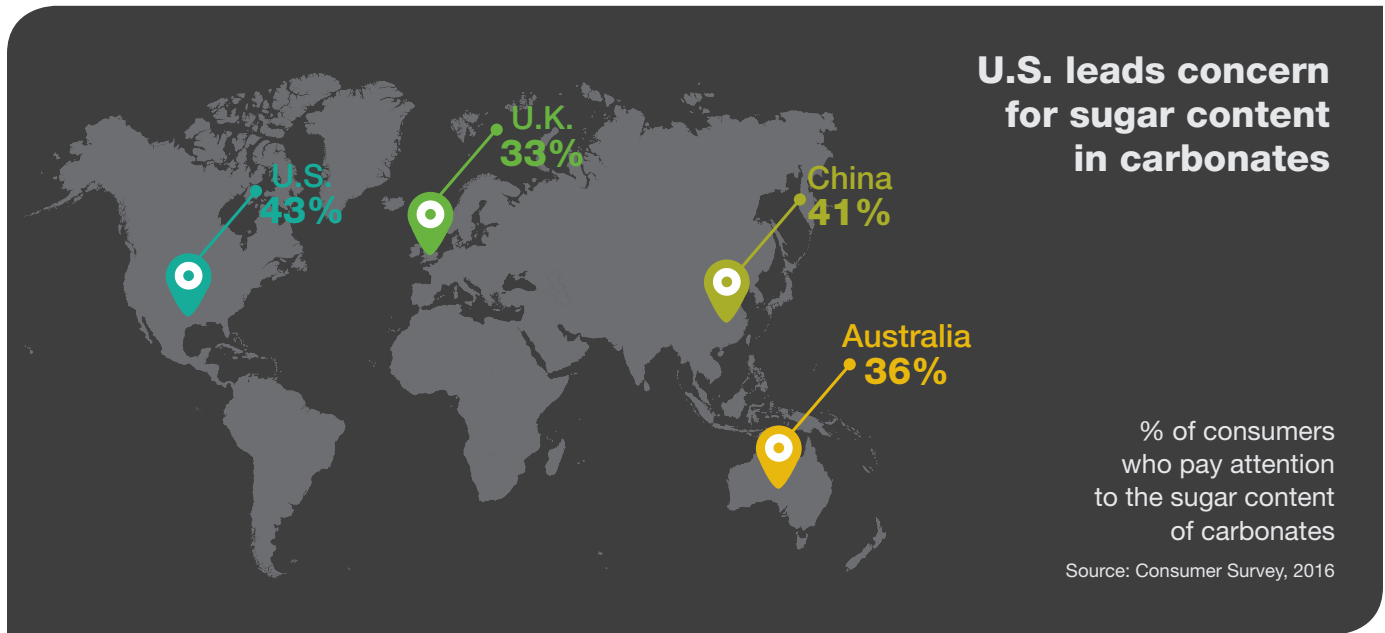 U.S. leads concern
for sugar content
in carbonates
U.K.
33%
U.S.
43%
China
41%
Australia
36%
% of consumers
who pay attention
to the sugar content
of carbonates
Source: Consumer Survey, 2016